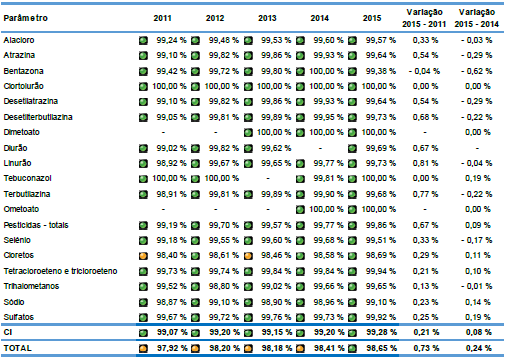 Parâmetro 2011 2012 2013 2014 2015 Variação 2015 - 2011 Variação 2015 - 2014
Alacloro 99,24 % 99,48 % 99,53 % 99,60 % 99,57 % 0,33 % - 0,03 %
Atrazina 99,10 % 99,82 % 99,86 % 99,93 % 99,64 % 0,54 % - 0,29 %
Bentazona 99,42 % 99,72 % 99,80 % 100,00 % 99,38 % - 0,04 % - 0,62 %
Clortolurão 100,00 % 100,00 % 100,00 % 100,00 % 100,00 % 0,00 % 0,00 %
Desetilatrazina 99,10 % 99,82 % 99,86 % 99,93 % 99,64 % 0,54 % - 0,29 %
Desetilterbutilazina 99,05 % 99,81 % 99,89 % 99,95 % 99,73 % 0,68 % - 0,22 %
Dimetoato - - 100,00 % 100,00 % 100,00 % - 0,00 %
Diurão 99,02 % 99,82 % 99,62 % - 99,69 % 0,67 % -
Linurão 98,92 % 99,67 % 99,65 % 99,77 % 99,73 % 0,81 % - 0,04 %
Tebuconazol 100,00 % 100,00 % - 99,81 % 100,00 % 0,00 % 0,19 %
Terbutilazina 98,91 % 99,81 % 99,89 % 99,90 % 99,68 % 0,77 % - 0,22 %
Ometoato - - - 100,00 % 100,00 % - 0,00 %
Pesticidas - totais 99,19 % 99,70 % 99,57 % 99,77 % 99,86 % 0,67 % 0,09 %
Selénio 99,18 % 99,55 % 99,60 % 99,68 % 99,51 % 0,33 % - 0,17 %
Cloretos 98,40 % 98,61 % 98,46 % 98,58 % 98,69 % 0,29 % 0,11 %
Tetracloroeteno e tricloroeteno 99,73 % 99,74 % 99,84 % 99,84 % 99,94 % 0,21 % 0,10 %
Trihalometanos 99,52 % 98,80 % 99,02 % 99,66 % 99,65 % 0,13 % - 0,01 %
Sódio 98,87 % 99,10 % 98,90 % 98,96 % 99,10 % 0,23 % 0,14 %
Sulfatos 99,67 % 99,72 % 99,76 % 99,73 % 99,92 % 0,25 % 0,19 %
CI 99,07 % 99,20 % 99,15 % 99,20 % 99,28 % 0,21 % 0,08 %
TOTAL 97,92 % 98,20 % 98,18 % 98,41 % 98,65 % 0,73 % 0,24 %